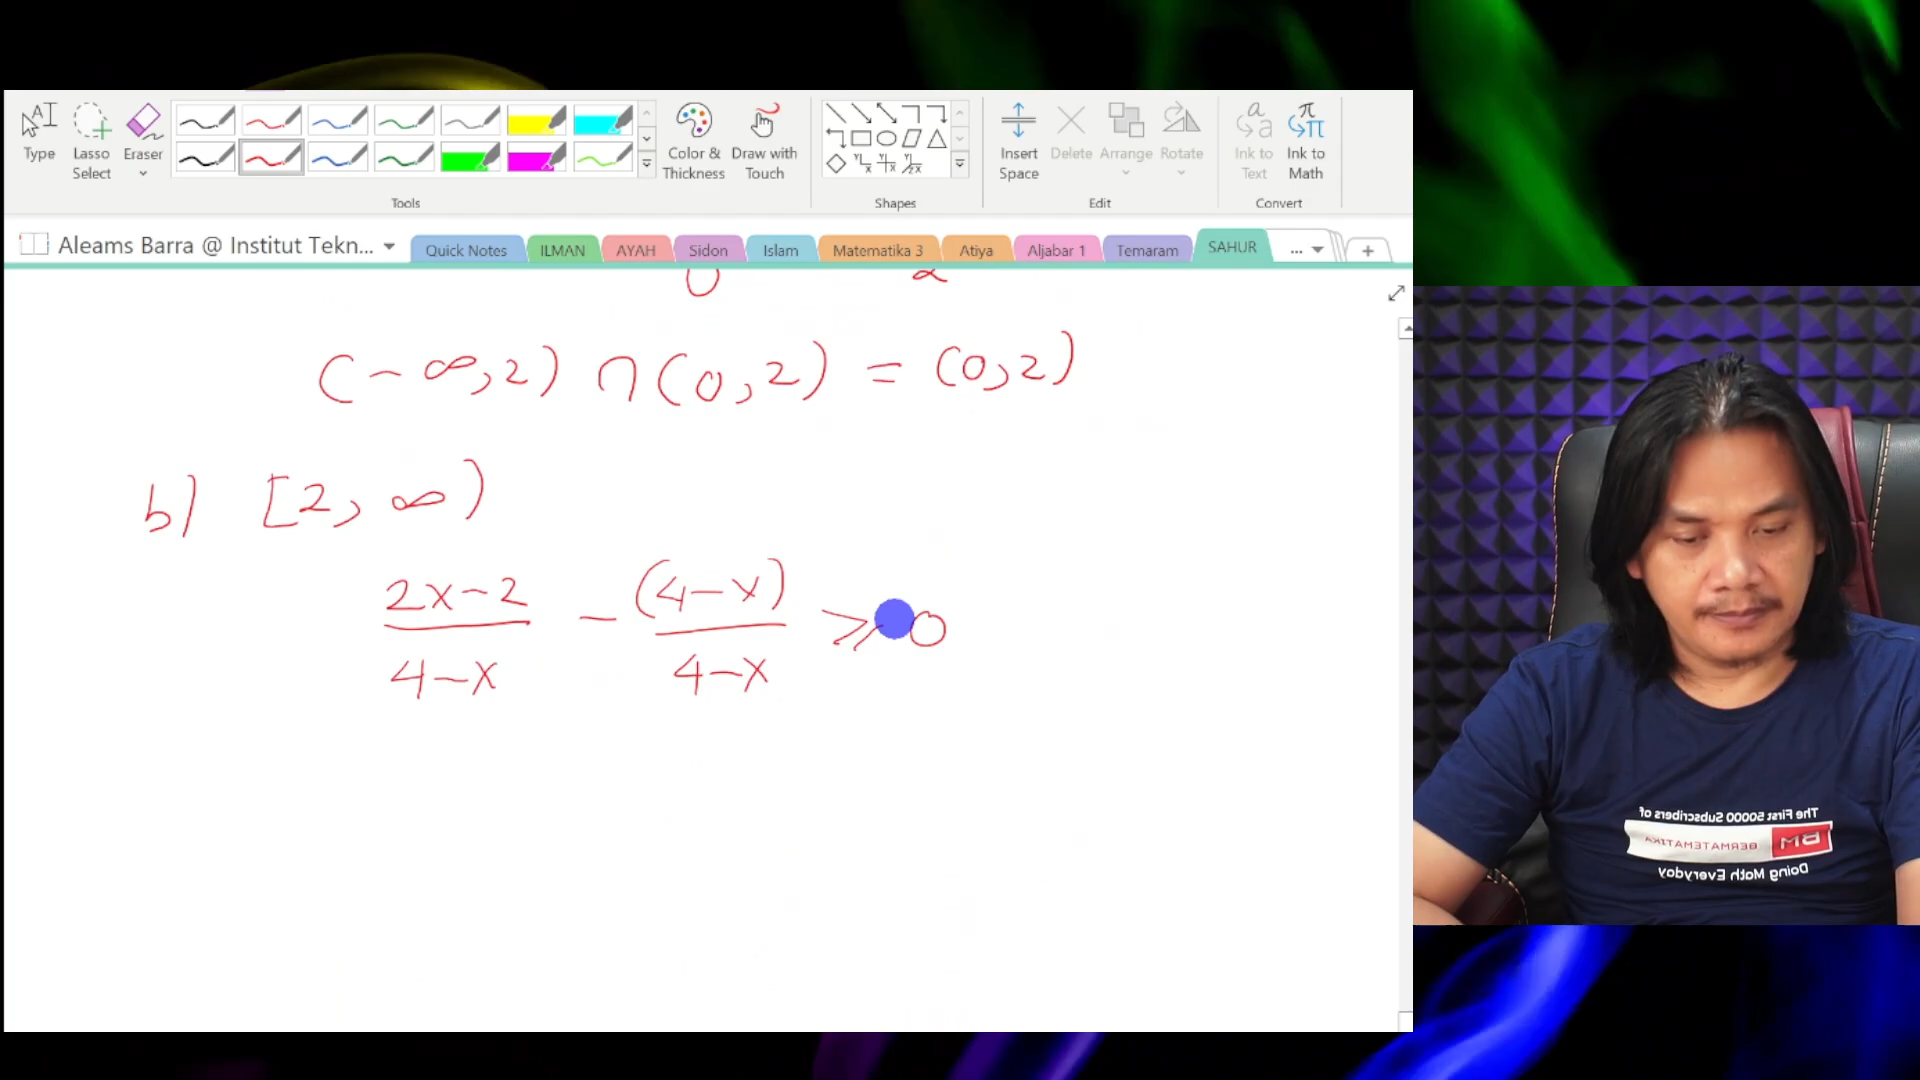 Type
Lasso Select
Eraser
Color & Thickness
Draw with Touch
Insert Space
Delete
Arrange
Rotate
Ink to Text
Ink to Math
Tools
Shapes
Edit
Convert
Aleams Barra @ Institut Tekn...
Quick Notes
ILMAN
AYAH
Sidon
Islam
Matematika 3
Atiya
Aljabar 1
Temaram
SAHUR
...
(-∞,2) ∩ (0,2) = (0,2)
b) [2, ∞)
2x-2 / 4-x - (4-x) / 4-x ≥ 0
The First 50000 Subscribers of
BM BERMATEMATIKA
Doing Math Everyday